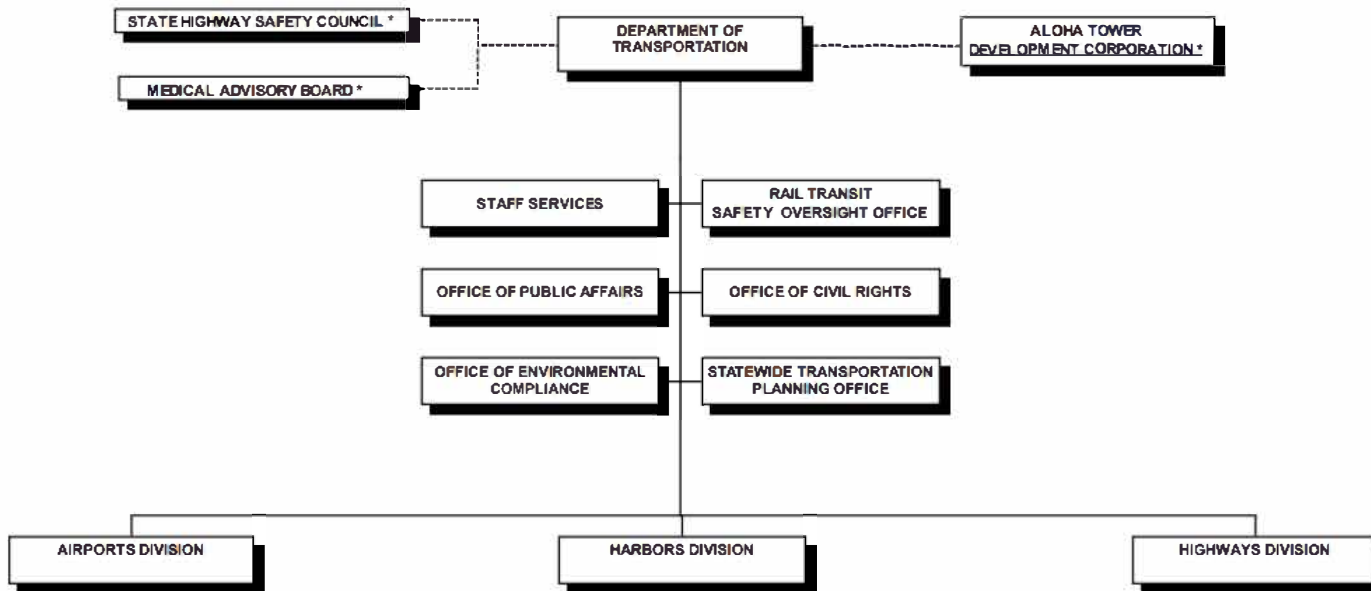 STATE HIGHWAY SAFETY COUNCIL *
DEPARTMENT OF
TRANSPORTATION
ALOHA TOWER
DEVELOPMENT CORPORATION *
MEDICAL ADVISORY BOARD *
STAFF SERVICES
RAIL TRANSIT
SAFETY OVERSIGHT OFFICE
OFFICE OF PUBLIC AFFAIRS
OFFICE OF CIVIL RIGHTS
OFFICE OF ENVIRONMENTAL
COMPLIANCE
STATEWIDE TRANSPORTATION
PLANNING OFFICE
AIRPORTS DIVISION
HARBORS DIVISION
HIGHWAYS DIVISION